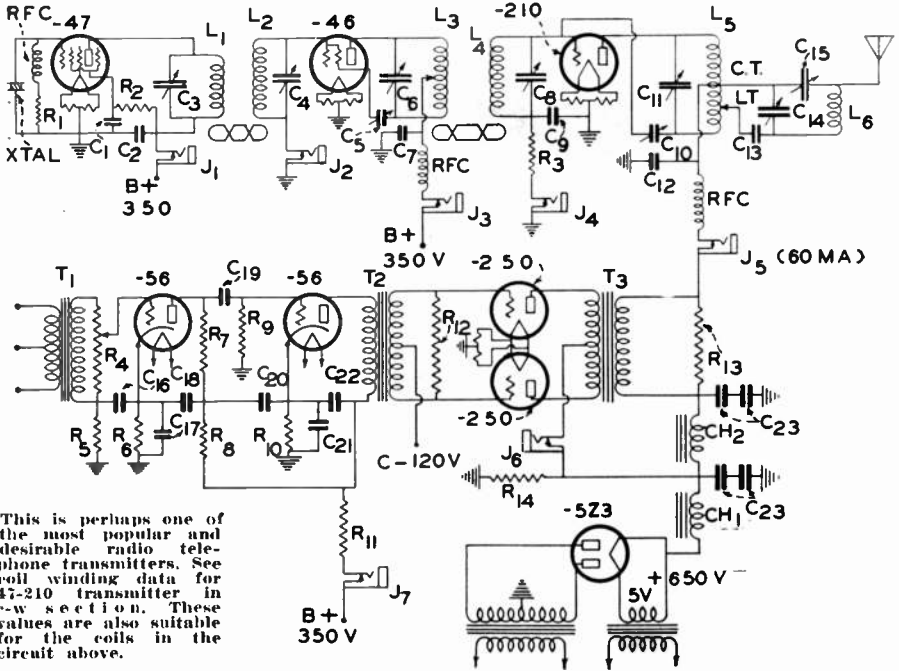 RFC -47 L1 L2 -46 L3 L4 -210 L5 C15
R2 C3 C4 C6 C8 C11 C.T. LT
R1 C1 C2 C5 C7 C9 C10 C12 C13 C14 L6
XTAL J1 J2 RFC R3 RFC
B+ 350
J3 J4 J5 (60 MA)
B+ 350 V
T1 -56 C19 -56 T2 -250 T3
R4 R7 R9 R12 R13
C16 C18 C20 C22 -250
R5 R6 C17 R8 R10 C21 J6 CH2 C23
C-120V R14 CH1 C23
R11 -5Z3
J7 5V + 650 V
B+ 350 V
This is perhaps one of
the most popular and
desirable radio tele-
phone transmitters. See
coil winding data for
47-210 transmitter in
-w section. These
values are also suitable
for the coils in the
circuit above.